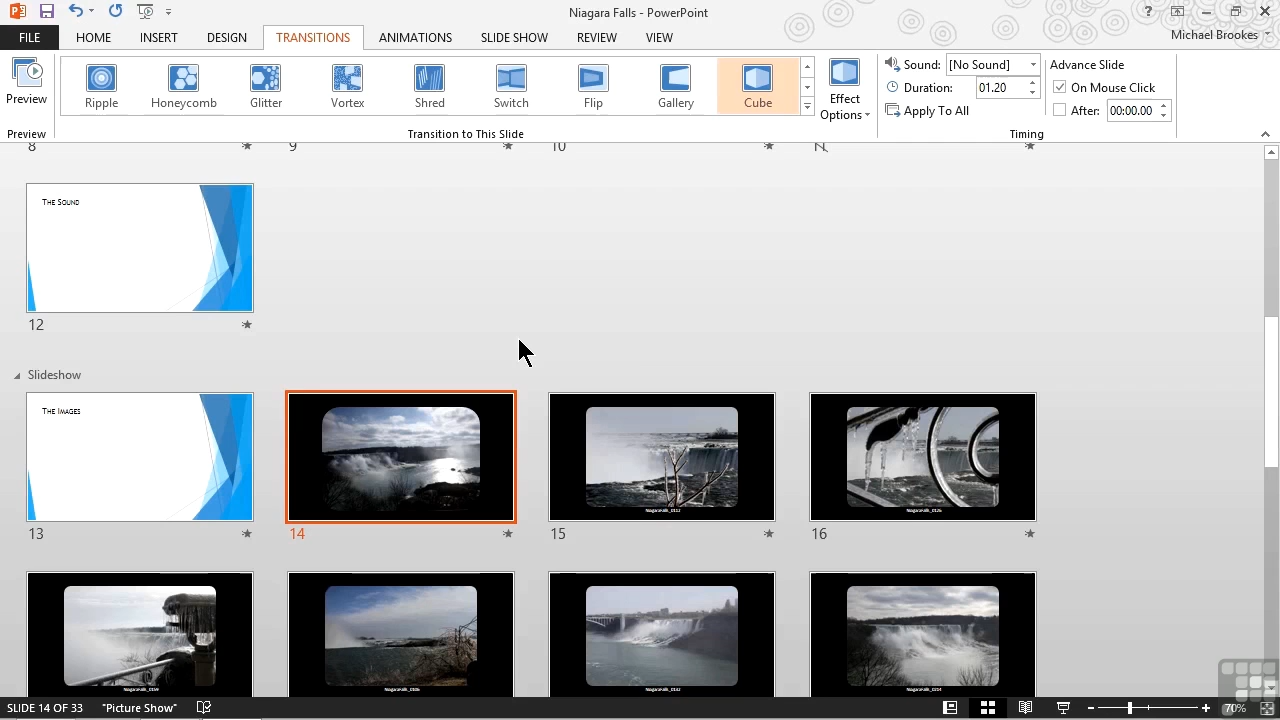 Niagara Falls - PowerPoint
FILE HOME INSERT DESIGN TRANSITIONS ANIMATIONS SLIDE SHOW REVIEW VIEW Michael Brookes
Preview Ripple Honeycomb Glitter Vortex Shred Switch Flip Gallery Cube Effect Options
Sound: [No Sound] Advance Slide
Duration: 01.20 On Mouse Click
Apply To All After: 00:00.00
Preview Transition to This Slide Timing
8 9 10
The Sound
12
Slideshow
The Images
13 14 15 16
SLIDE 14 OF 33 "Picture Show" 70%